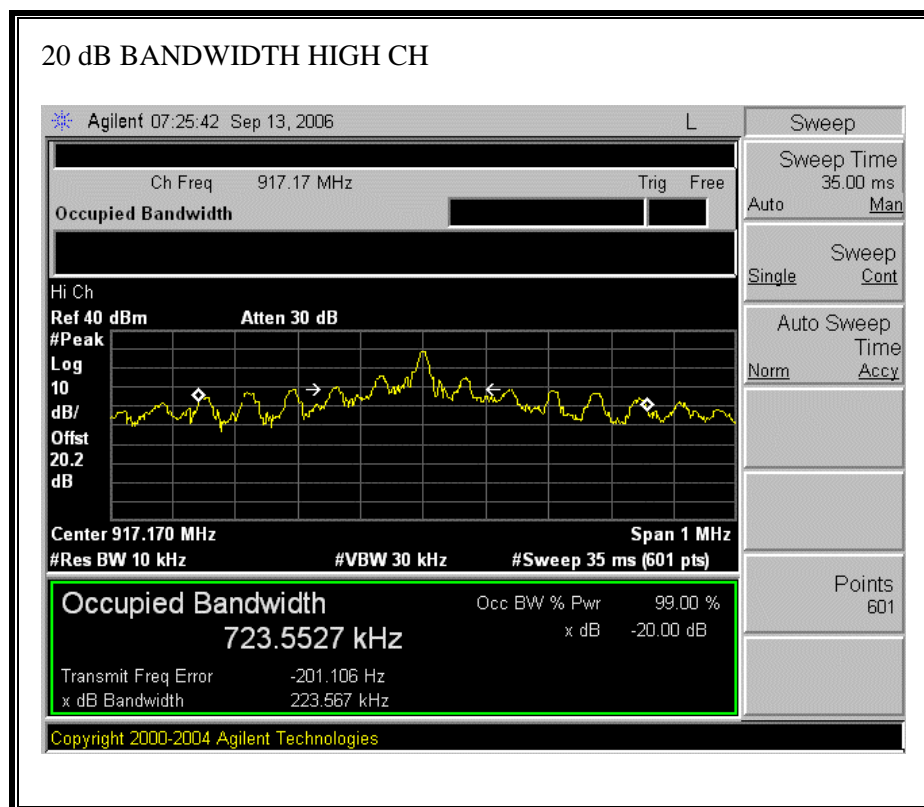 20 dB BANDWIDTH HIGH CH
Agilent 07:25:42 Sep 13, 2006 L
Ch Freq 917.17 MHz Trig Free
Occupied Bandwidth
Hi Ch
Ref 40 dBm Atten 30 dB
#Peak
Log
10
dB/
Offst
20.2
dB
Center 917.170 MHz Span 1 MHz
#Res BW 10 kHz #VBW 30 kHz #Sweep 35 ms (601 pts)
Occupied Bandwidth Occ BW % Pwr 99.00 %
723.5527 kHz x dB -20.00 dB
Transmit Freq Error -201.106 Hz
x dB Bandwidth 223.567 kHz
Copyright 2000-2004 Agilent Technologies
Sweep
Sweep Time
35.00 ms
Auto Man
Sweep
Single Cont
Auto Sweep
Time
Norm Accy
Points
601